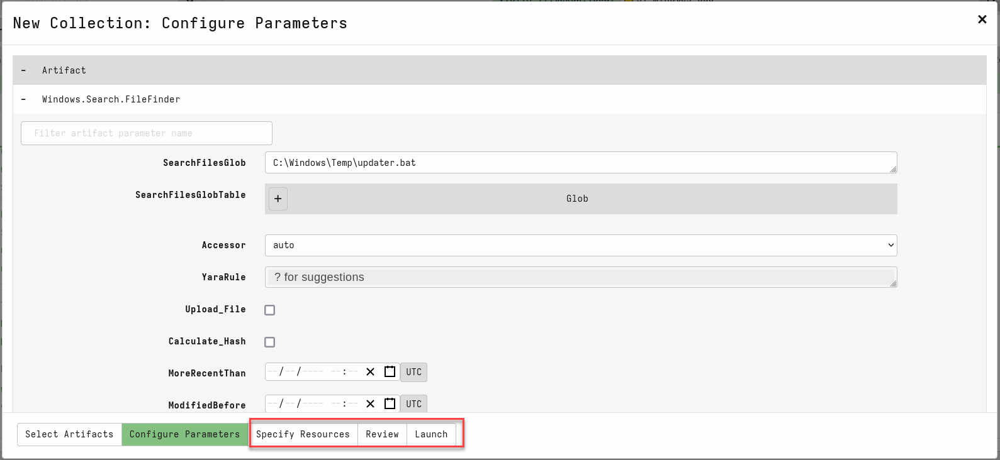 New Collection: Configure Parameters
- Artifact
- Windows.Search.FileFinder
Filter artifact parameter name
SearchFilesGlob C:\Windows\Temp\updater.bat
SearchFilesGlobTable + Glob
Accessor auto
YaraRule ? for suggestions
Upload_File
Calculate_Hash
MoreRecentThan --/--/---- --:-- UTC
ModifiedBefore --/--/---- --:-- UTC
Select Artifacts Configure Parameters Specify Resources Review Launch